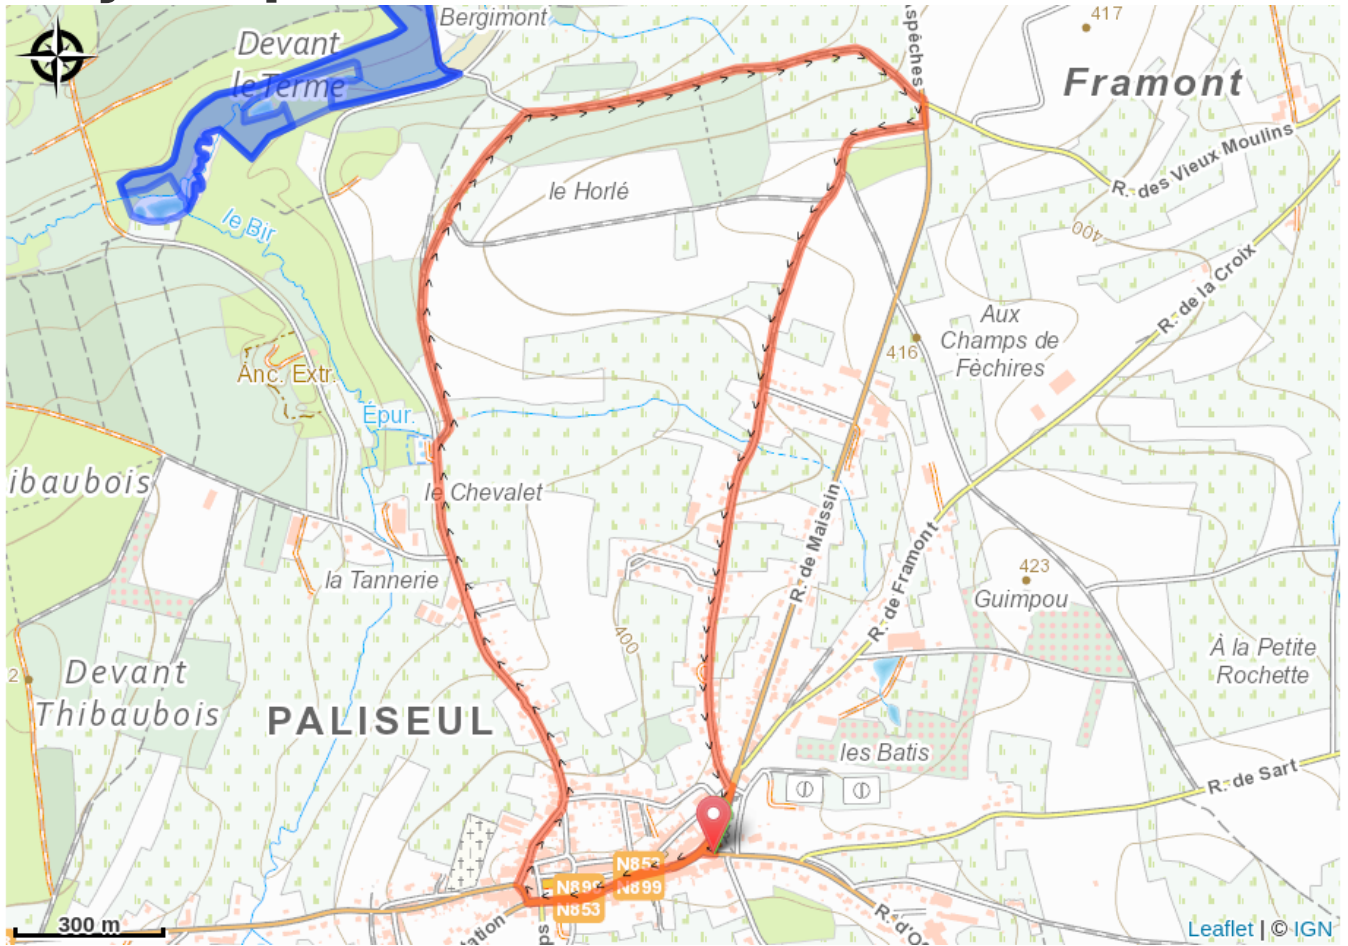 Bergimont
417
Devant
le Terme
Framont
R. des Vieux Moulins
le Horlé
le Bir
400
R. de la Croix
Aux
Champs de
Fèchires
416
Anc. Extr.
Épur.
ibaubois
le Chevalet
R. de Maissin
la Tannerie
R. de Framont
423
Guimpou
400
À la Petite
Rochette
Devant
Thibaubois
2
PALISEUL
les Batis
R. de Sart
N853
N899
N899
N853
tation
R. d'O
300 m
Leaflet | © IGN